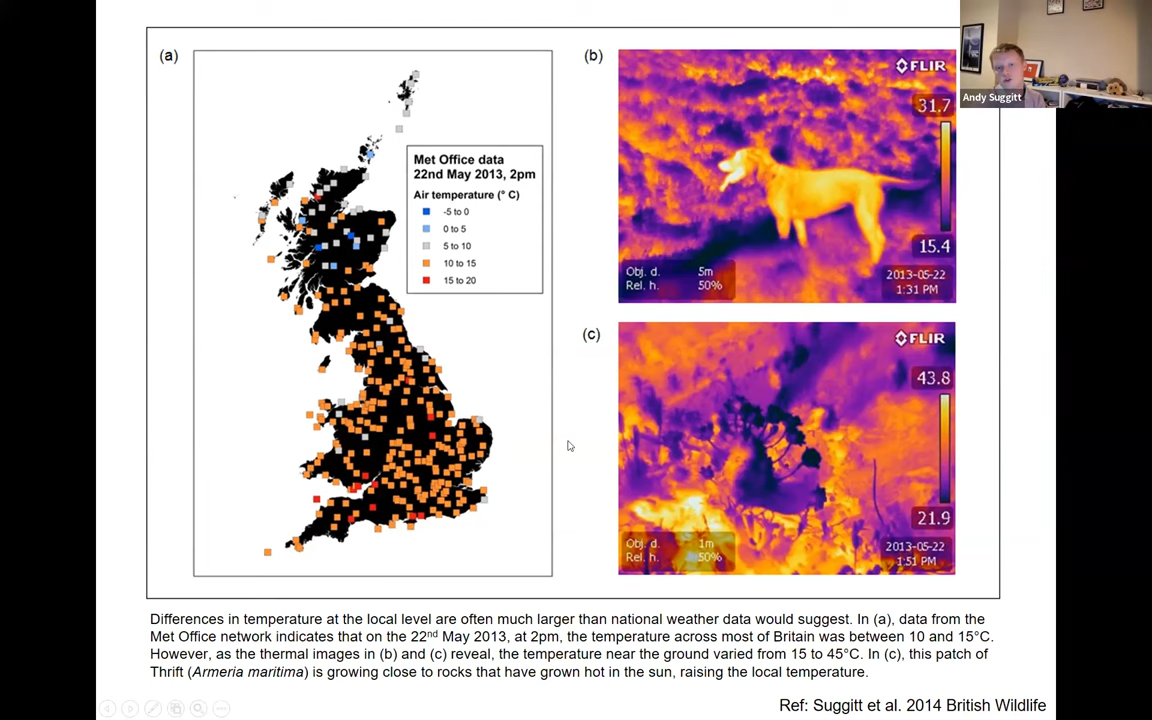 (a)
Met Office data
22nd May 2013, 2pm
Air temperature (° C)
-5 to 0
0 to 5
5 to 10
10 to 15
15 to 20
(b)
FLIR
31.7
15.4
Obj. d. 5m
Rel. h. 50%
2013-05-22
1:31 PM
Andy Suggitt
(c)
FLIR
43.8
21.9
Obj. d. 1m
Rel. h. 50%
2013-05-22
1:51 PM
Differences in temperature at the local level are often much larger than national weather data would suggest. In (a), data from the
Met Office network indicates that on the 22nd May 2013, at 2pm, the temperature across most of Britain was between 10 and 15°C.
However, as the thermal images in (b) and (c) reveal, the temperature near the ground varied from 15 to 45°C. In (c), this patch of
Thrift (Armeria maritima) is growing close to rocks that have grown hot in the sun, raising the local temperature.
Ref: Suggitt et al. 2014 British Wildlife